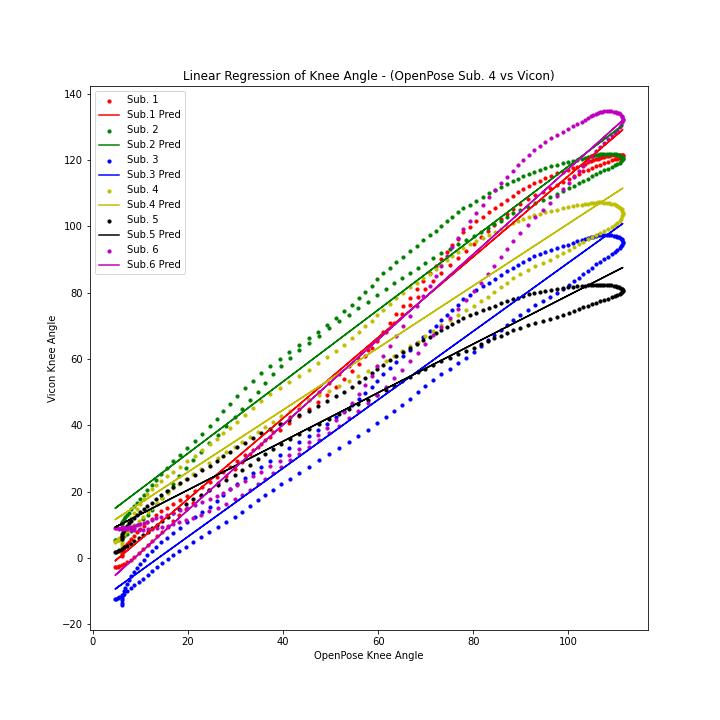 Linear Regression of Knee Angle - (OpenPose Sub. 4 vs Vicon)
Sub. 1
Sub.1 Pred
Sub. 2
Sub.2 Pred
Sub. 3
Sub.3 Pred
Sub. 4
Sub.4 Pred
Sub. 5
Sub.5 Pred
Sub. 6
Sub.6 Pred
Vicon Knee Angle
140
120
100
80
60
40
20
0
−20
0 20 40 60 80 100
OpenPose Knee Angle